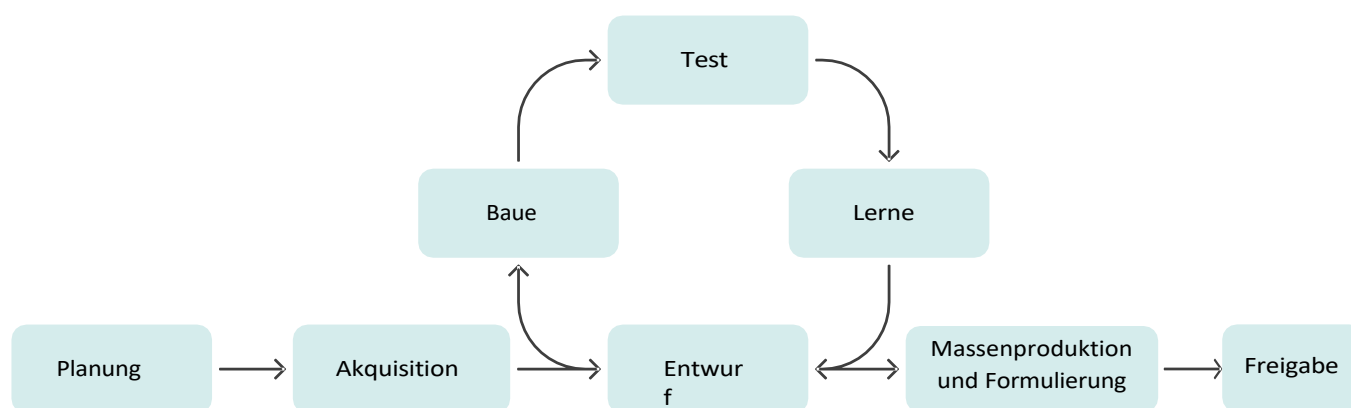 Test
Baue
Lerne
Planung
Akquisition
Entwur
f
Massenproduktion
und Formulierung
Freigabe